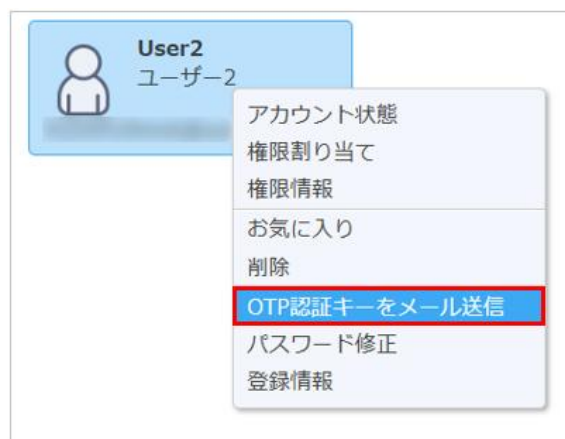 User2
ユーザー2
アカウント状態
権限割り当て
権限情報
お気に入り
削除
OTP認証キーをメール送信
パスワード修正
登録情報